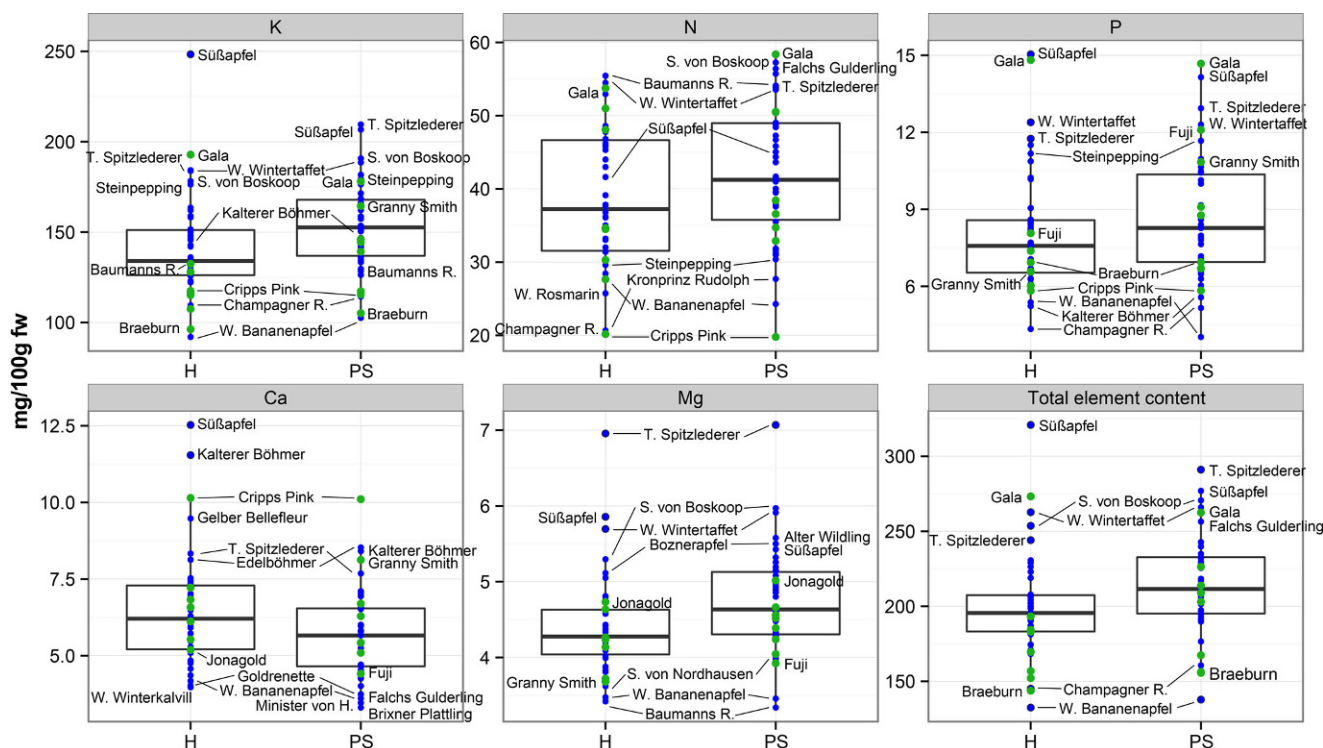 K
N
P
250
200
150
100
Süßapfel
T. Spitzlederer
Süßapfel
T. Spitzlederer
Gala
W. Wintertaffet
S. von Boskoop
Steinpepping
S. von Boskoop
Gala
Steinpepping
Kalterer Böhmer
Granny Smith
Baumanns R.
Baumanns R.
Cripps Pink
Champagner R.
Braeburn
Braeburn
W. Bananenapfel
H
PS
60
50
40
30
20
Gala
S. von Boskoop
Falchs Gulderling
Baumanns R.
Gala
W. Wintertaffet
T. Spitzlederer
Süßapfel
Steinpepping
Kronprinz Rudolph
W. Rosmarin
W. Bananenapfel
Champagner R.
Cripps Pink
H
PS
15
12
9
6
Süßapfel
Gala
Gala
Süßapfel
W. Wintertaffet
T. Spitzlederer
T. Spitzlederer
W. Wintertaffet
Fuji
Steinpepping
Granny Smith
Fuji
Braeburn
Granny Smith
Cripps Pink
W. Bananenapfel
Kalterer Böhmer
Champagner R.
H
PS
mg/100g fw
Ca
Mg
Total element content
12.5
10.0
7.5
5.0
Süßapfel
Kalterer Böhmer
Cripps Pink
Gelber Bellefleur
T. Spitzlederer
Edelböhmer
Kalterer Böhmer
Granny Smith
Jonagold
Goldrenette
Fuji
W. Winterkalvill
W. Bananenapfel
Falchs Gulderling
Minister von H.
Brixner Plattling
H
PS
7
6
5
4
T. Spitzlederer
S. von Boskoop
Süßapfel
W. Wintertaffet
Boznerapfel
Alter Wildling
Süßapfel
Jonagold
Jonagold
S. von Nordhausen
Fuji
Granny Smith
W. Bananenapfel
Baumanns R.
H
PS
300
250
200
150
Süßapfel
T. Spitzlederer
Gala
S. von Boskoop
Süßapfel
W. Wintertaffet
Gala
Falchs Gulderling
T. Spitzlederer
Braeburn
Champagner R.
Braeburn
W. Bananenapfel
H
PS